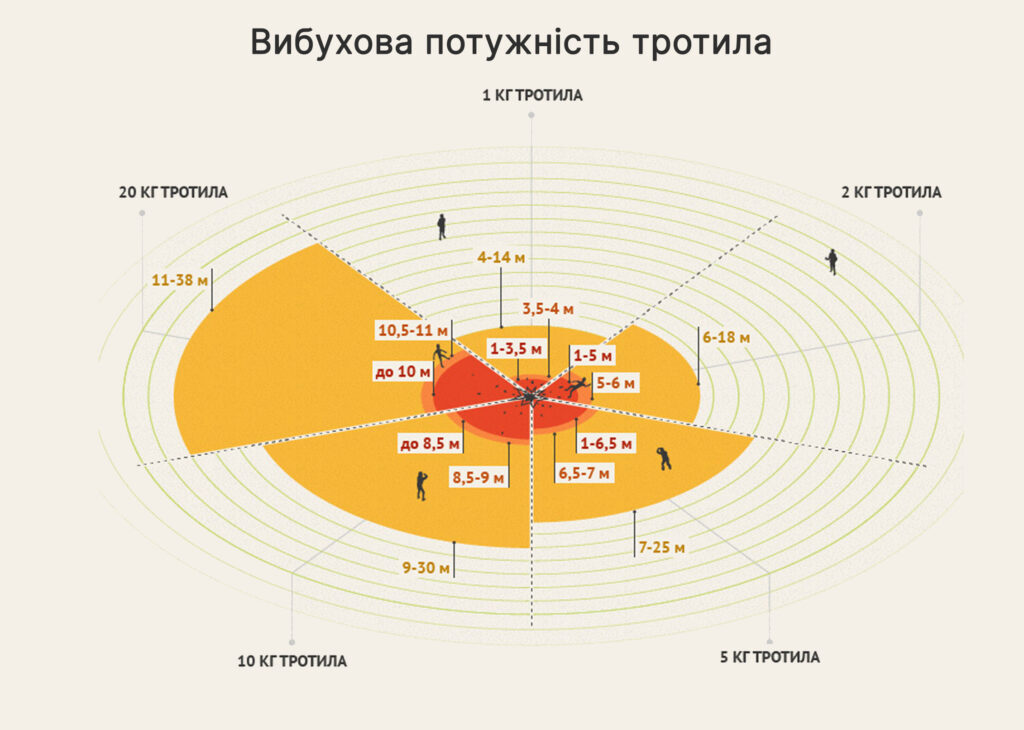 Вибухова потужність тротила
1 КГ ТРОТИЛА
20 КГ ТРОТИЛА
2 КГ ТРОТИЛА
4-14 м
11-38 м
3,5-4 м
10,5-11 м
6-18 м
1-3,5 м
1-5 м
до 10 м
5-6 м
до 8,5 м
1-6,5 м
8,5-9 м
6,5-7 м
7-25 м
9-30 м
10 КГ ТРОТИЛА
5 КГ ТРОТИЛА